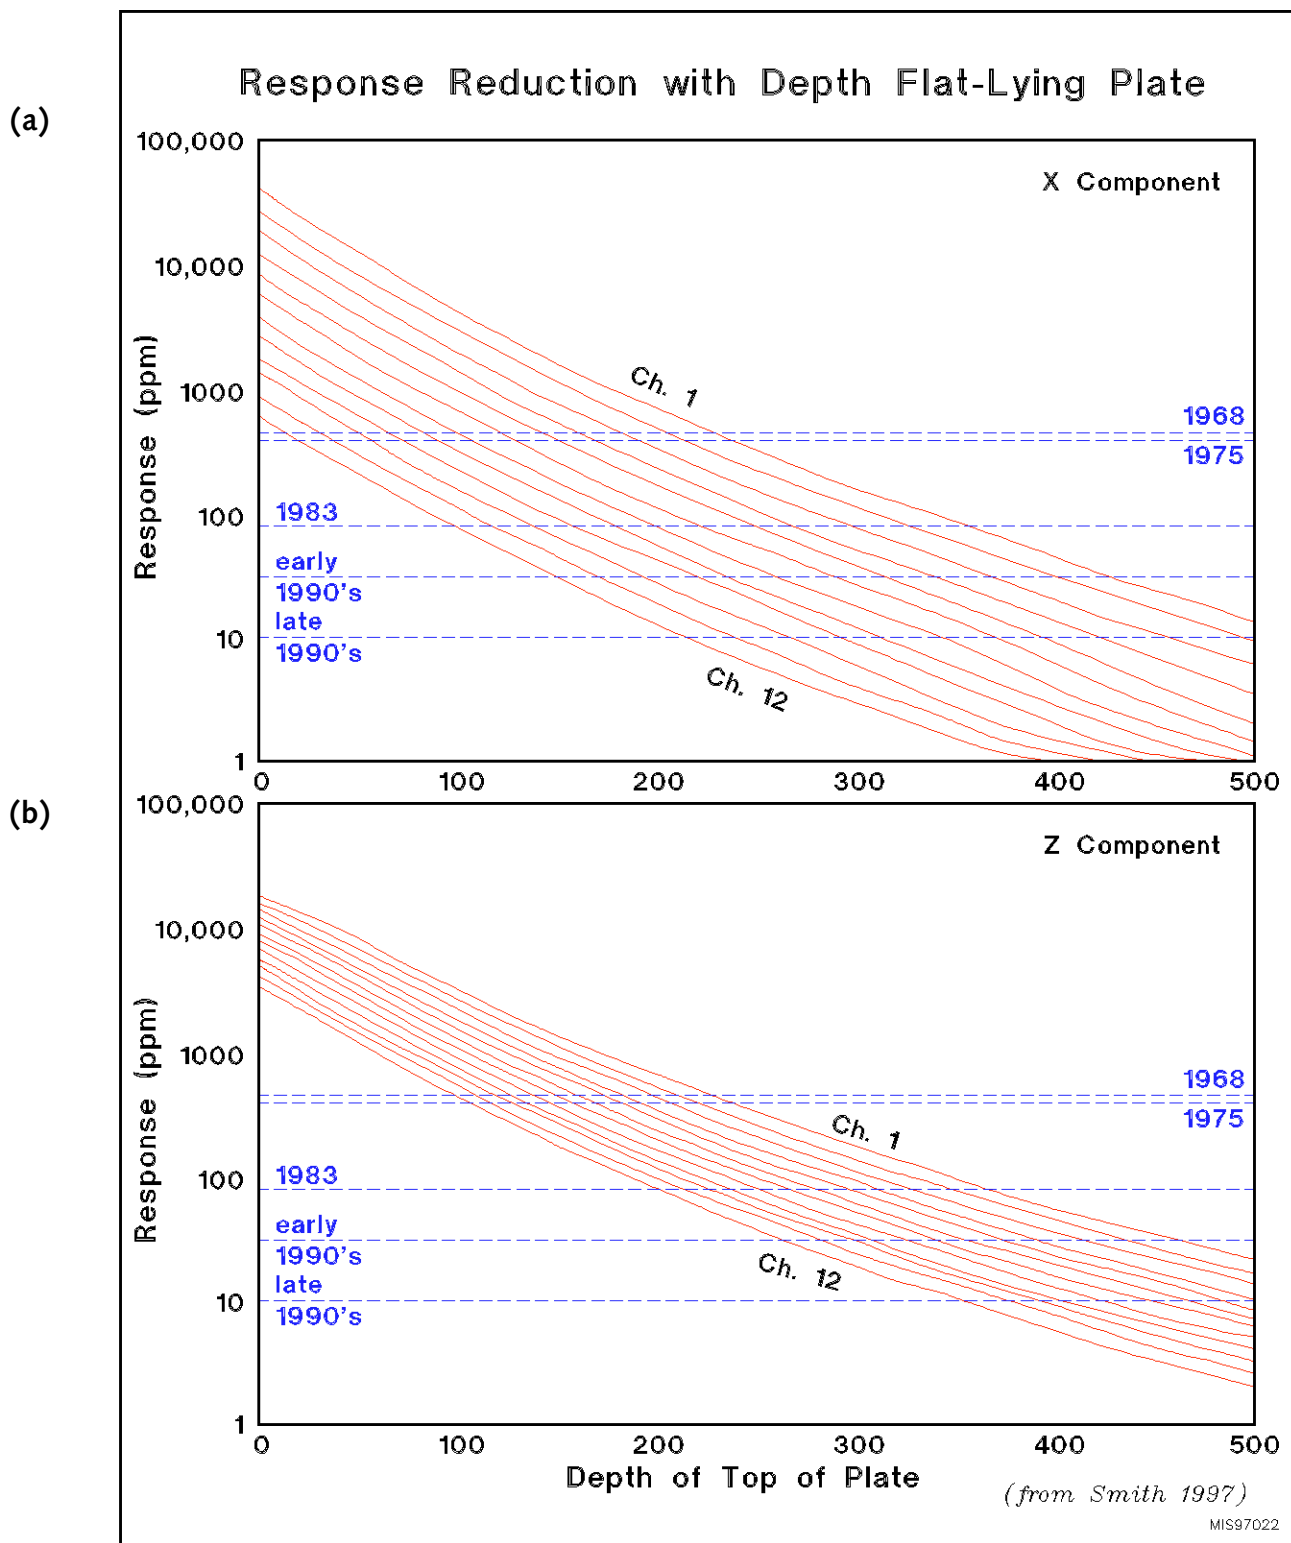 Response Reduction with Depth Flat-Lying Plate
(a)
100,000
X Component
10,000
Response (ppm)
Ch. 1
1000
1968
1975
100
1983
early
1990's
late
10
1990's
Ch. 12
1
0 100 200 300 400 500
(b)
100,000
Z Component
10,000
Response (ppm)
1000
1968
1975
Ch. 1
100
1983
early
1990's
Ch. 12
late
10
1990's
1
0 100 200 300 400 500
Depth of Top of Plate
(from Smith 1997)
MIS97022